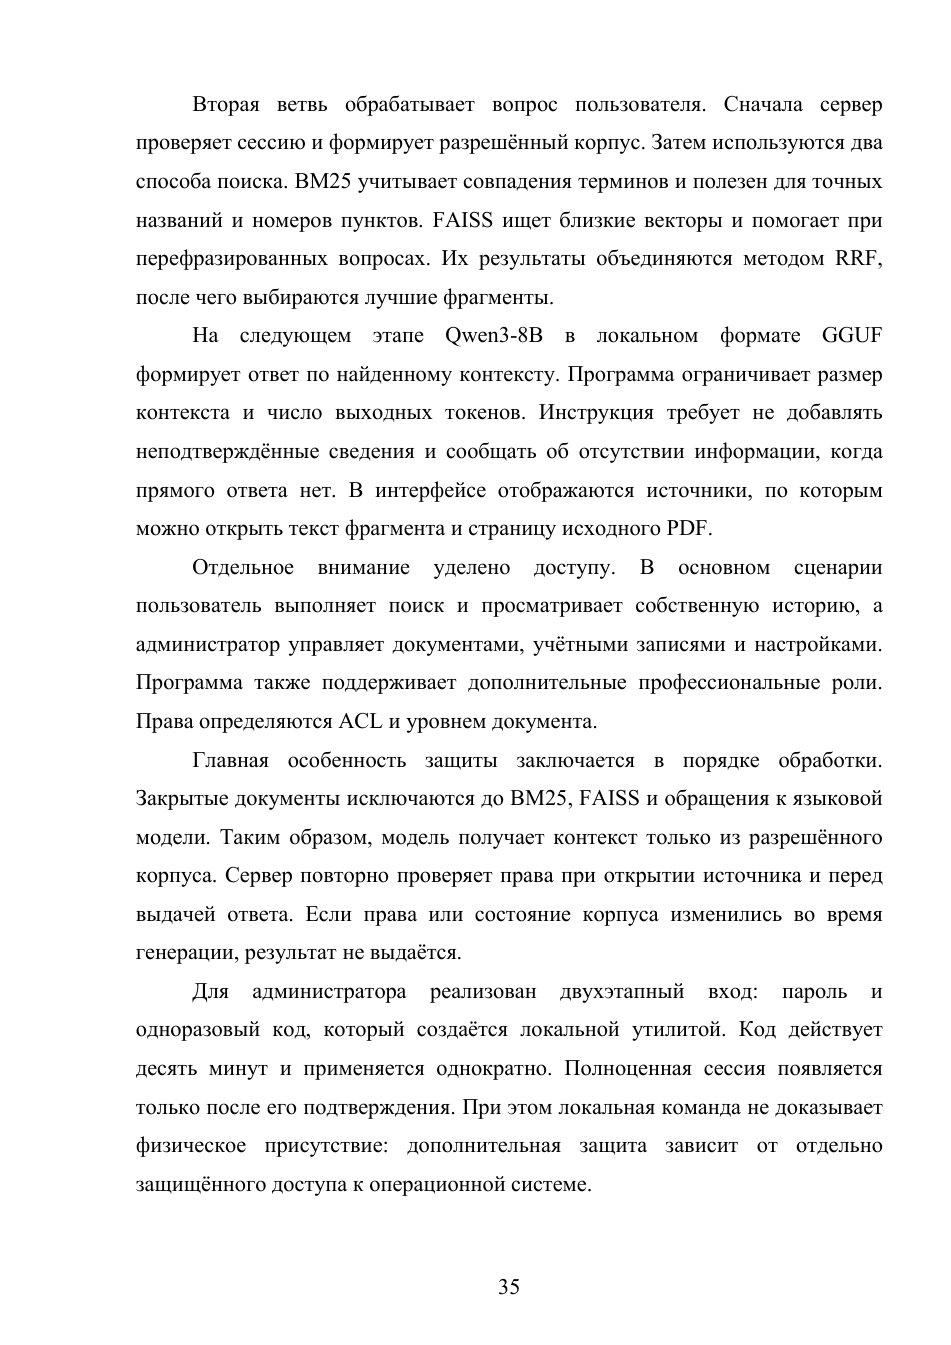 Вторая ветвь обрабатывает вопрос пользователя. Сначала сервер
проверяет сессию и формирует разрешённый корпус. Затем используются два
способа поиска. BM25 учитывает совпадения терминов и полезен для точных
названий и номеров пунктов. FAISS ищет близкие векторы и помогает при
перефразированных вопросах. Их результаты объединяются методом RRF,
после чего выбираются лучшие фрагменты.
На следующем этапе Qwen3-8B в локальном формате GGUF
формирует ответ по найденному контексту. Программа ограничивает размер
контекста и число выходных токенов. Инструкция требует не добавлять
неподтверждённые сведения и сообщать об отсутствии информации, когда
прямого ответа нет. В интерфейсе отображаются источники, по которым
можно открыть текст фрагмента и страницу исходного PDF.
Отдельное внимание уделено доступу. В основном сценарии
пользователь выполняет поиск и просматривает собственную историю, а
администратор управляет документами, учётными записями и настройками.
Программа также поддерживает дополнительные профессиональные роли.
Права определяются ACL и уровнем документа.
Главная особенность защиты заключается в порядке обработки.
Закрытые документы исключаются до BM25, FAISS и обращения к языковой
модели. Таким образом, модель получает контекст только из разрешённого
корпуса. Сервер повторно проверяет права при открытии источника и перед
выдачей ответа. Если права или состояние корпуса изменились во время
генерации, результат не выдаётся.
Для администратора реализован двухэтапный вход: пароль и
одноразовый код, который создаётся локальной утилитой. Код действует
десять минут и применяется однократно. Полноценная сессия появляется
только после его подтверждения. При этом локальная команда не доказывает
физическое присутствие: дополнительная защита зависит от отдельно
защищённого доступа к операционной системе.
35